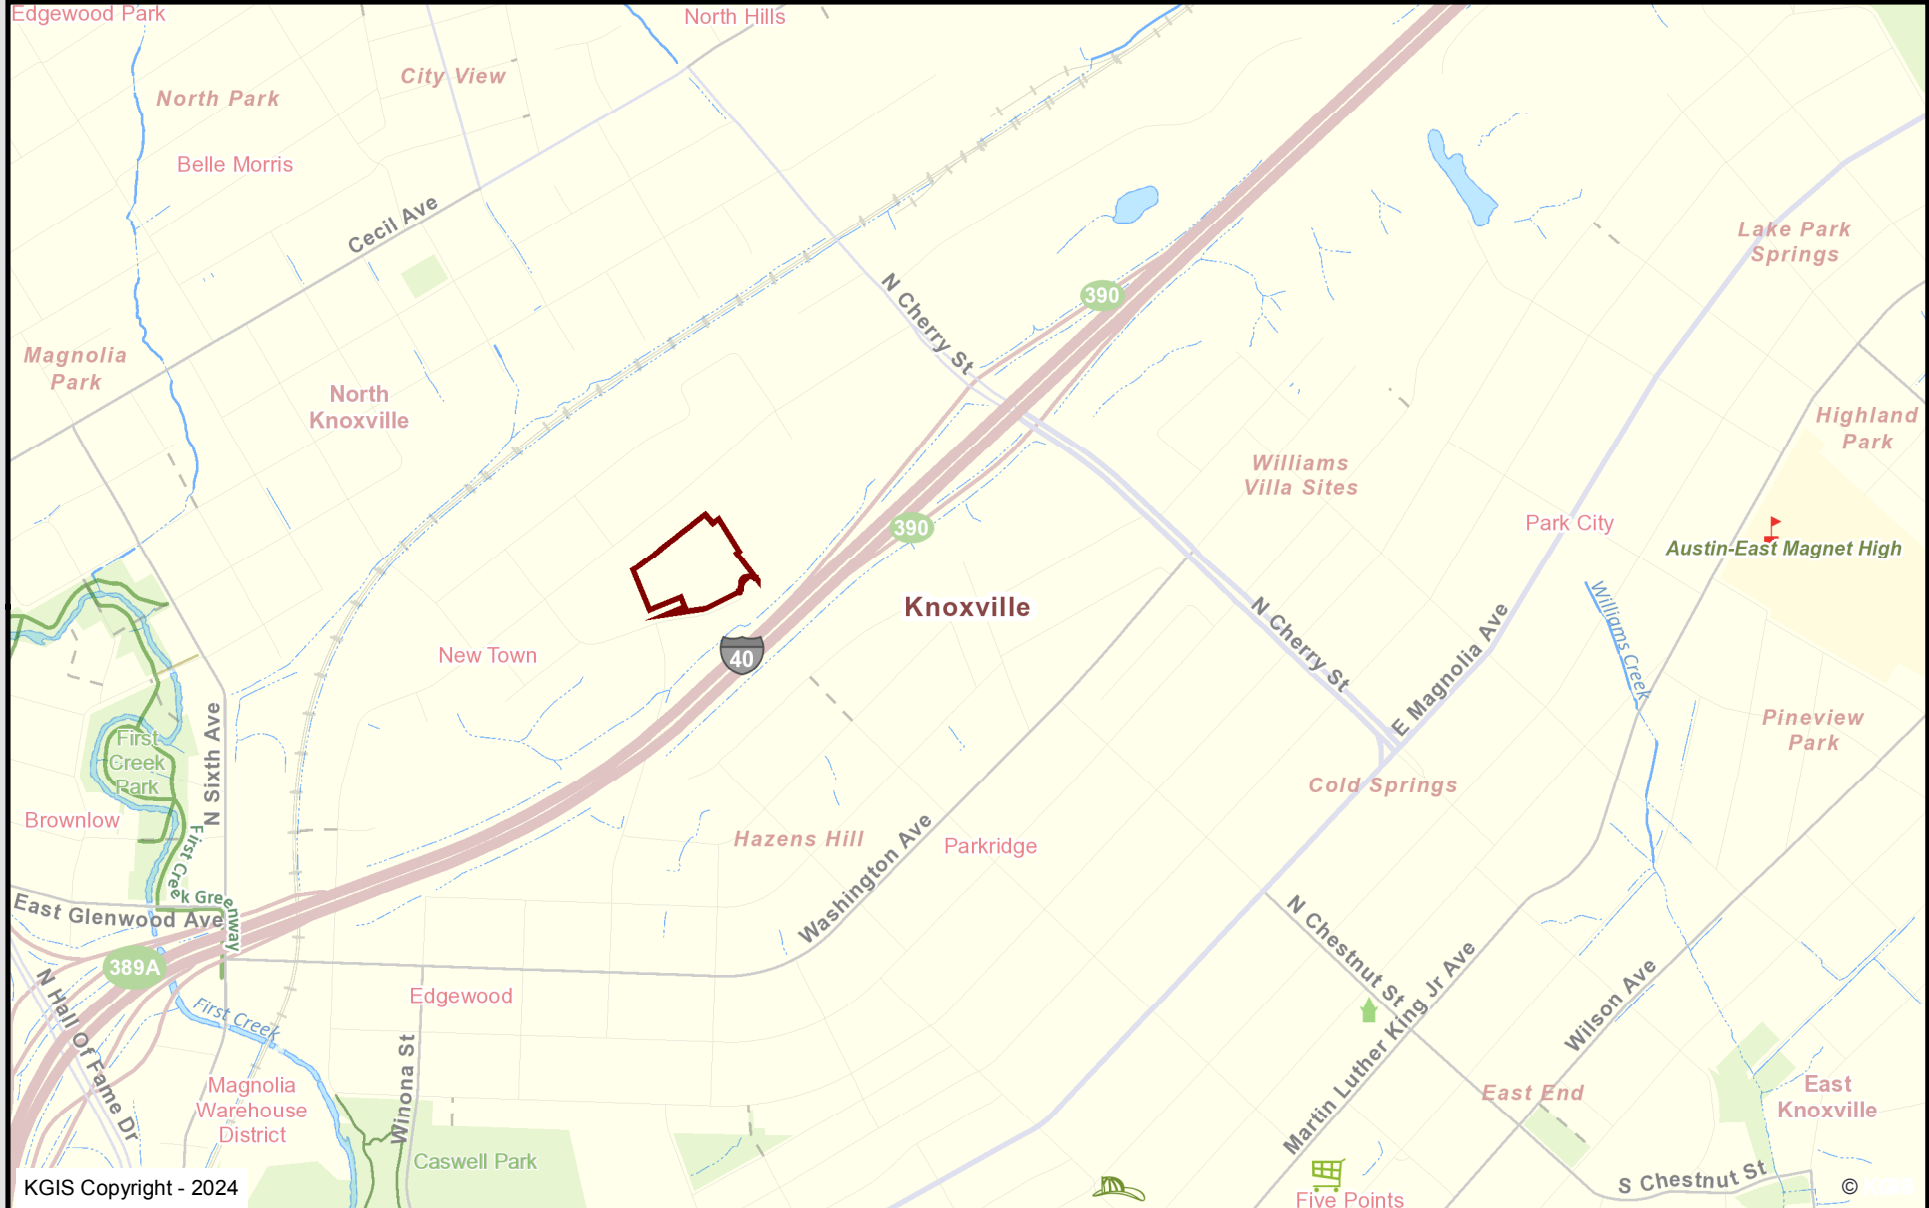 Edgewood Park
North Hills
City View
North Park
Belle Morris
Cecil Ave
Lake Park
Springs
N Cherry St
390
Magnolia
Park
North
Knoxville
Highland
Park
Williams
Villa Sites
390
Park City
Austin-East Magnet High
Knoxville
N Cherry St
Williams Creek
New Town
40
E Magnolia Ave
Pineview
Park
First
Creek
Park
N Sixth Ave
Cold Springs
Brownlow
Hazens Hill
Parkridge
Washington Ave
First Creek Greenway
East Glenwood Ave
389A
N Hall Of Fame Dr
First Creek
Edgewood
N Chestnut St
Martin Luther King Jr Ave
Wilson Ave
Winona St
Magnolia
Warehouse
District
East End
East
Knoxville
Caswell Park
KGIS Copyright - 2024
Five Points
S Chestnut St
©